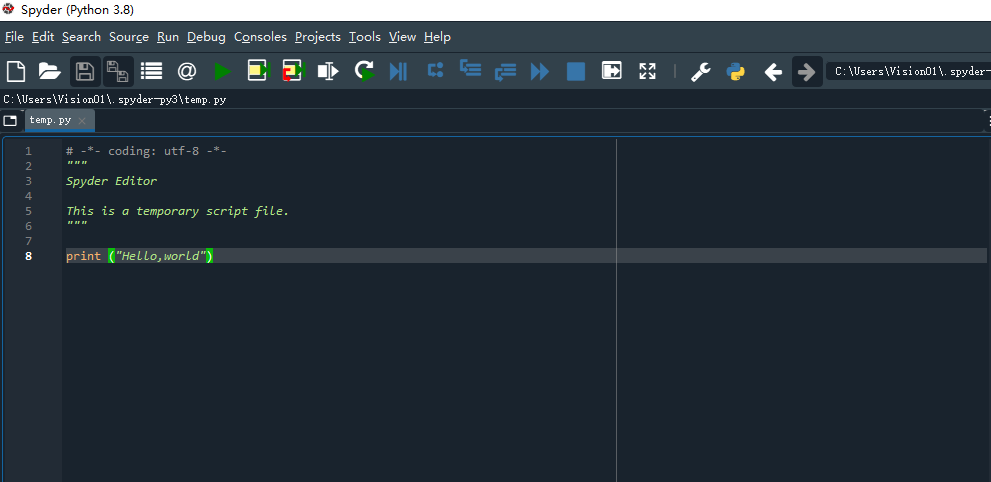 Spyder (Python 3.8)
File Edit Search Source Run Debug Consoles Projects Tools View Help
C:\Users\Vision01\.spyder-
C:\Users\Vision01\.spyder-py3\temp.py
temp.py
1 # -*- coding: utf-8 -*-
2 """
3 Spyder Editor
4
5 This is a temporary script file.
6 """
7
8 print ("Hello,world")